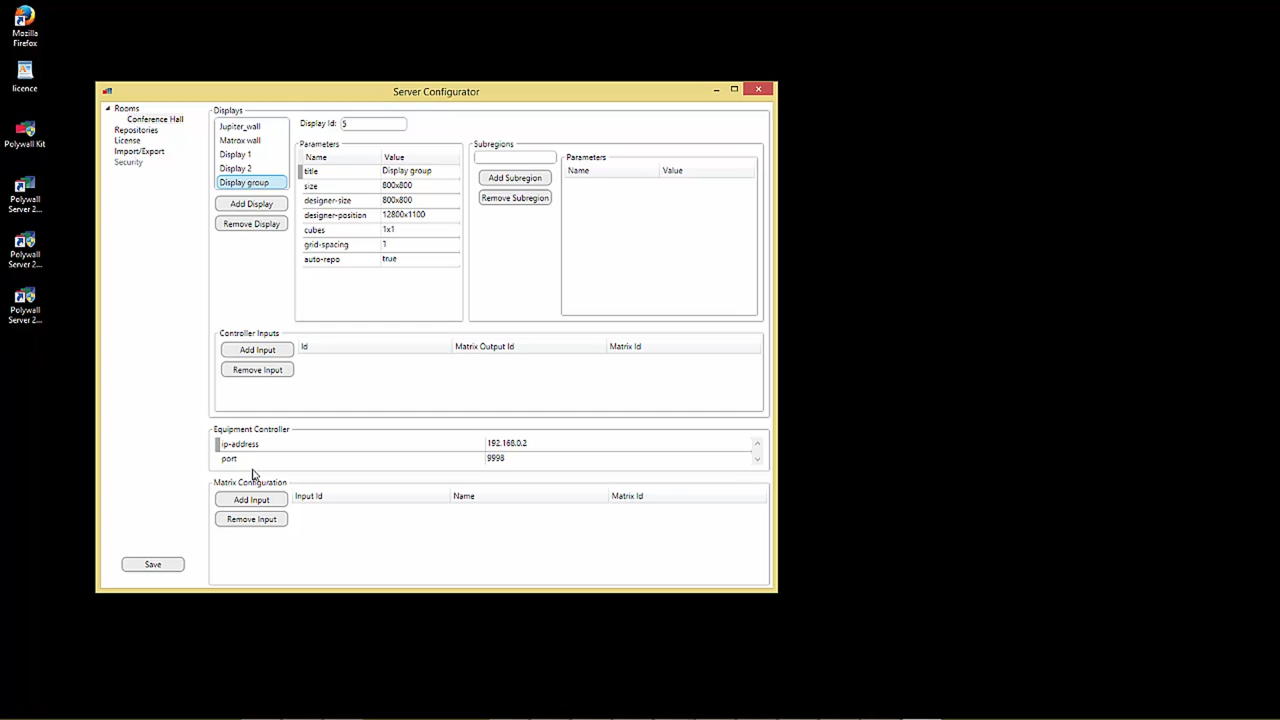 Mozilla
Firefox
licence
Polywall Kit
Polywall
Server 2...
Polywall
Server 2...
Polywall
Server 2...
Server Configurator
Rooms
Conference Hall
Repositories
License
Import/Export
Security
Save
Displays
Jupiter_wall
Matrox wall
Display 1
Display 2
Display group
Add Display
Remove Display
Display Id: 5
Parameters
Name Value
title Display group
size 800x800
designer-size 800x800
designer-position 12800x1100
cubes 1x1
grid-spacing 1
auto-repo true
Subregions
Add Subregion
Remove Subregion
Parameters
Name Value
Controller Inputs
Add Input
Remove Input
Id Matrix Output Id Matrix Id
Equipment Controller
ip-address 192.168.0.2
port 9998
Matrix Configuration
Add Input
Remove Input
Input Id Name Matrix Id